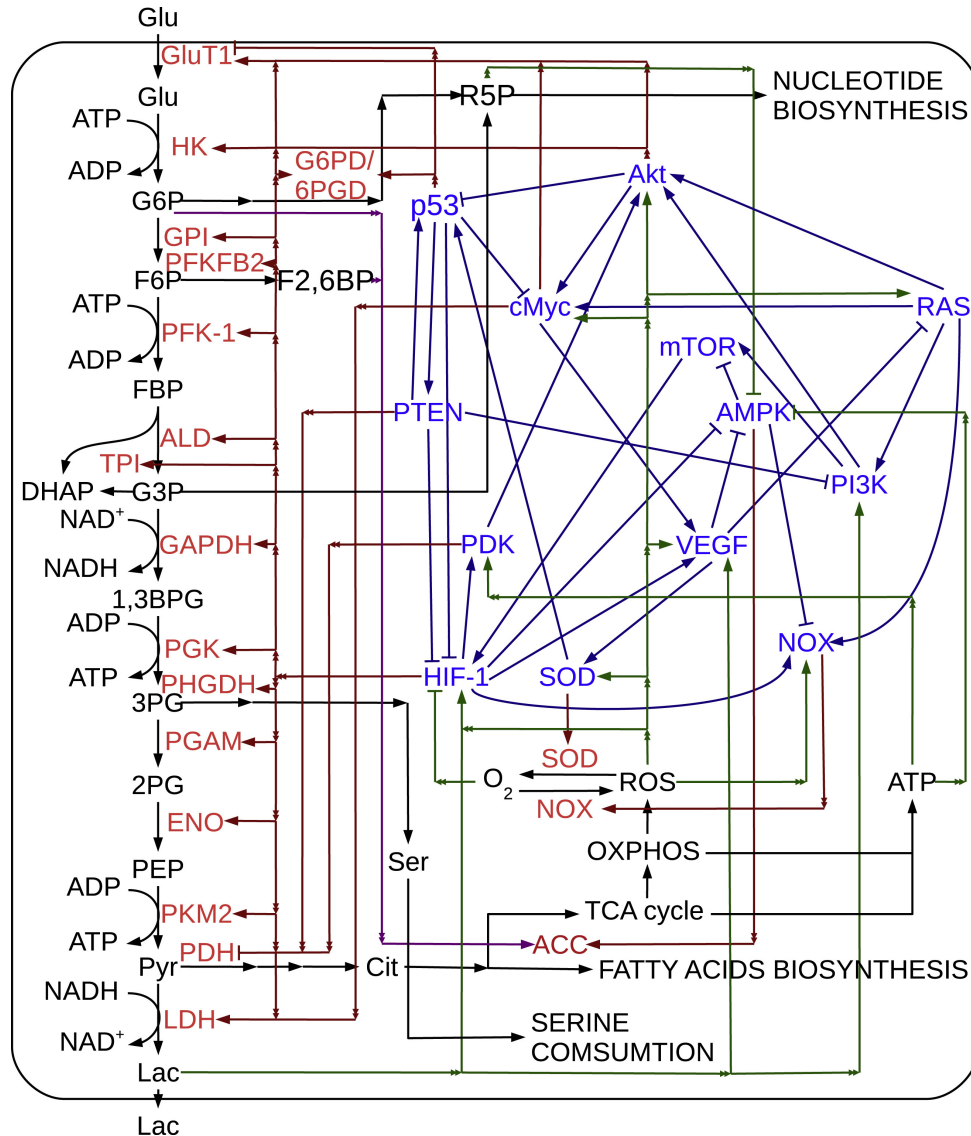 Glu
GluT1
Glu
ATP
HK
ADP
G6P
G6PD/
6PGD
R5P
NUCLEOTIDE
BIOSYNTHESIS
Akt
p53
GPI
PFKFB2
F6P
F2,6BP
ATP
PFK-1
ADP
cMyc
RAS
mTOR
FBP
PTEN
AMPK
ALD
TPI
DHAP
G3P
PI3K
NAD+
GAPDH
NADH
PDK
VEGF
1,3BPG
ADP
PGK
ATP
NOX
PHGDH
HIF-1
SOD
3PG
PGAM
SOD
2PG
O2
ROS
ATP
NOX
ENO
OXPHOS
Ser
PEP
ADP
PKM2
ATP
TCA cycle
PDH
ACC
Pyr
Cit
FATTY ACIDS BIOSYNTHESIS
NADH
LDH
NAD+
SERINE
COMSUMTION
Lac
Lac